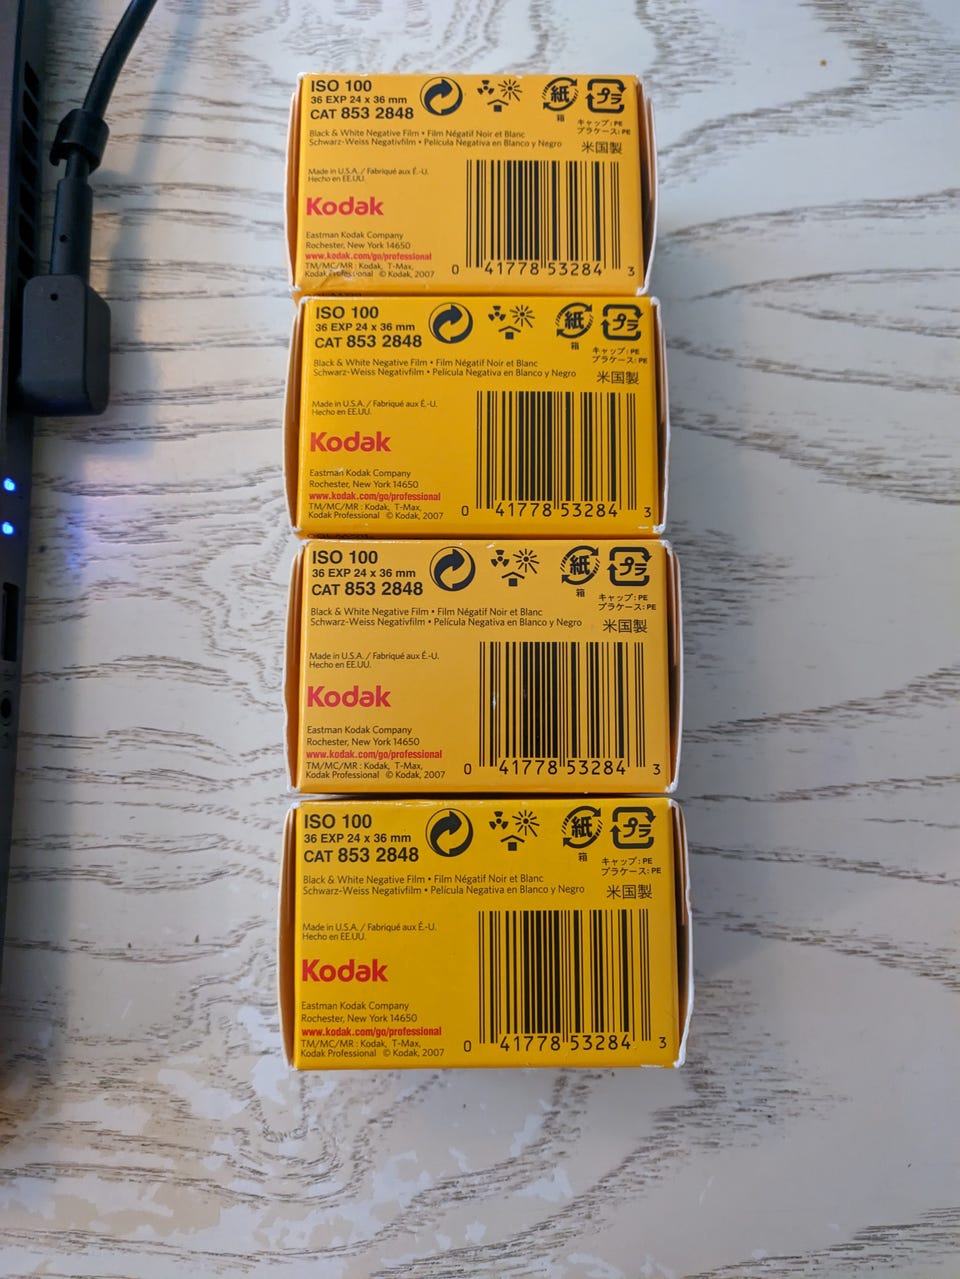 ISO 100
36 EXP 24 x 36 mm
CAT 853 2848
紙
プラ
箱
キャップ : PE
プラケース: PE
Black & White Negative Film • Film Négatif Noir et Blanc
Schwarz-Weiss Negativfilm • Película Negativa en Blanco y Negro
米国製
Made in U.S.A. / Fabriqué aux É.-U.
Hecho en EE.UU.
Kodak
Eastman Kodak Company
Rochester, New York 14650
www.kodak.com/go/professional
TM/MC/MR : Kodak, T-Max,
Kodak Professional © Kodak, 2007
0 41778 53284 3
ISO 100
36 EXP 24 x 36 mm
CAT 853 2848
紙
プラ
箱
キャップ : PE
プラケース: PE
Black & White Negative Film • Film Négatif Noir et Blanc
Schwarz-Weiss Negativfilm • Película Negativa en Blanco y Negro
米国製
Made in U.S.A. / Fabriqué aux É.-U.
Hecho en EE.UU.
Kodak
Eastman Kodak Company
Rochester, New York 14650
www.kodak.com/go/professional
TM/MC/MR : Kodak, T-Max,
Kodak Professional © Kodak, 2007
0 41778 53284 3
ISO 100
36 EXP 24 x 36 mm
CAT 853 2848
紙
プラ
箱
キャップ : PE
プラケース: PE
Black & White Negative Film • Film Négatif Noir et Blanc
Schwarz-Weiss Negativfilm • Película Negativa en Blanco y Negro
米国製
Made in U.S.A. / Fabriqué aux É.-U.
Hecho en EE.UU.
Kodak
Eastman Kodak Company
Rochester, New York 14650
www.kodak.com/go/professional
TM/MC/MR : Kodak, T-Max,
Kodak Professional © Kodak, 2007
0 41778 53284 3
ISO 100
36 EXP 24 x 36 mm
CAT 853 2848
紙
プラ
箱
キャップ : PE
プラケース: PE
Black & White Negative Film • Film Négatif Noir et Blanc
Schwarz-Weiss Negativfilm • Película Negativa en Blanco y Negro
米国製
Made in U.S.A. / Fabriqué aux É.-U.
Hecho en EE.UU.
Kodak
Eastman Kodak Company
Rochester, New York 14650
www.kodak.com/go/professional
TM/MC/MR : Kodak, T-Max,
Kodak Professional © Kodak, 2007
0 41778 53284 3